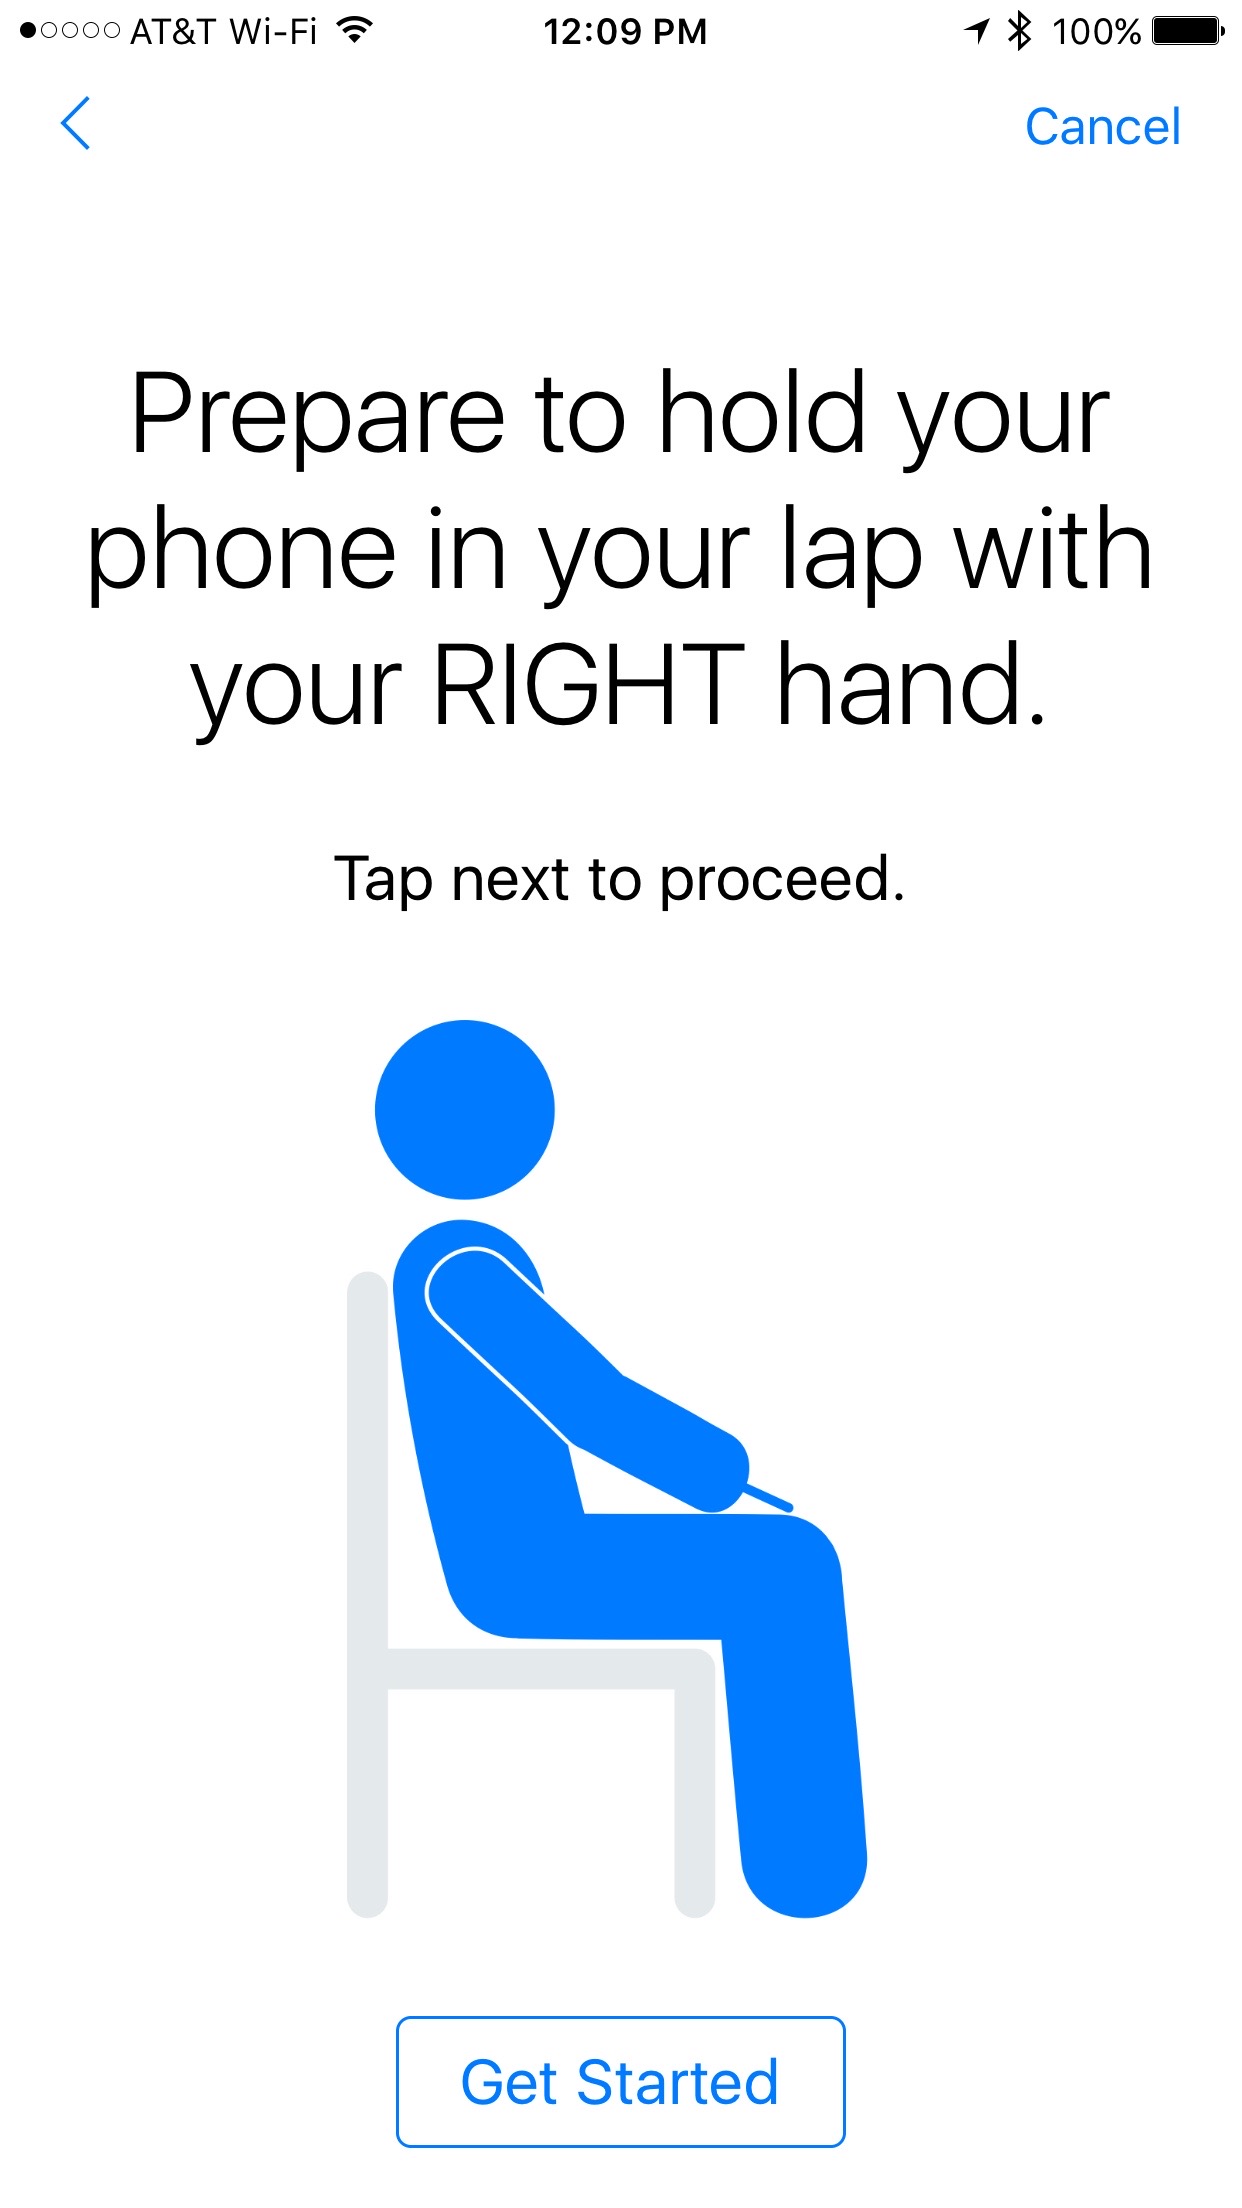 AT&T Wi-Fi 12:09 PM 100%
Cancel
Prepare to hold your
phone in your lap with
your RIGHT hand.
Tap next to proceed.
Get Started